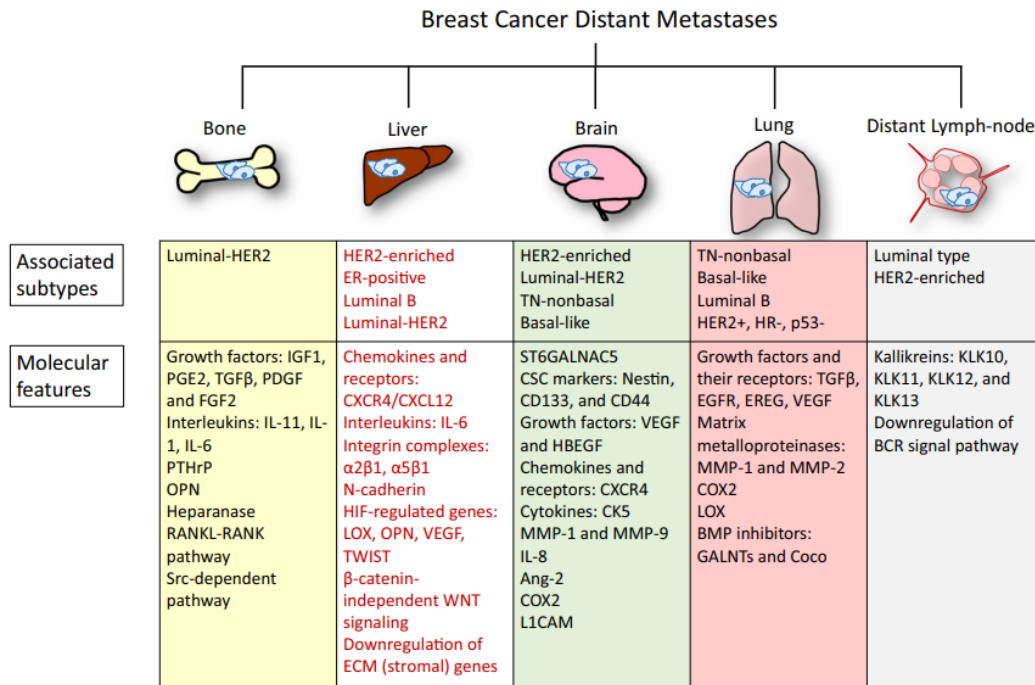 Breast Cancer Distant Metastases
Bone
Liver
Brain
Lung
Distant Lymph-node
Associated
subtypes
Luminal-HER2
HER2-enriched
ER-positive
Luminal B
Luminal-HER2
HER2-enriched
Luminal-HER2
TN-nonbasal
Basal-like
TN-nonbasal
Basal-like
Luminal B
HER2+, HR-, p53-
Luminal type
HER2-enriched
Molecular
features
Growth factors: IGF1,
PGE2, TGFβ, PDGF
and FGF2
Interleukins: IL-11, IL-
1, IL-6
PTHrP
OPN
Heparanase
RANKL-RANK
pathway
Src-dependent
pathway
Chemokines and
receptors:
CXCR4/CXCL12
Interleukins: IL-6
Integrin complexes:
α2β1, α5β1
N-cadherin
HIF-regulated genes:
LOX, OPN, VEGF,
TWIST
β-catenin-
independent WNT
signaling
Downregulation of
ECM (stromal) genes
ST6GALNAC5
CSC markers: Nestin,
CD133, and CD44
Growth factors: VEGF
and HBEGF
Chemokines and
receptors: CXCR4
Cytokines: CK5
MMP-1 and MMP-9
IL-8
Ang-2
COX2
L1CAM
Growth factors and
their receptors: TGFβ,
EGFR, EREG, VEGF
Matrix
metalloproteinases:
MMP-1 and MMP-2
COX2
LOX
BMP inhibitors:
GALNTs and Coco
Kallikreins: KLK10,
KLK11, KLK12, and
KLK13
Downregulation of
BCR signal pathway